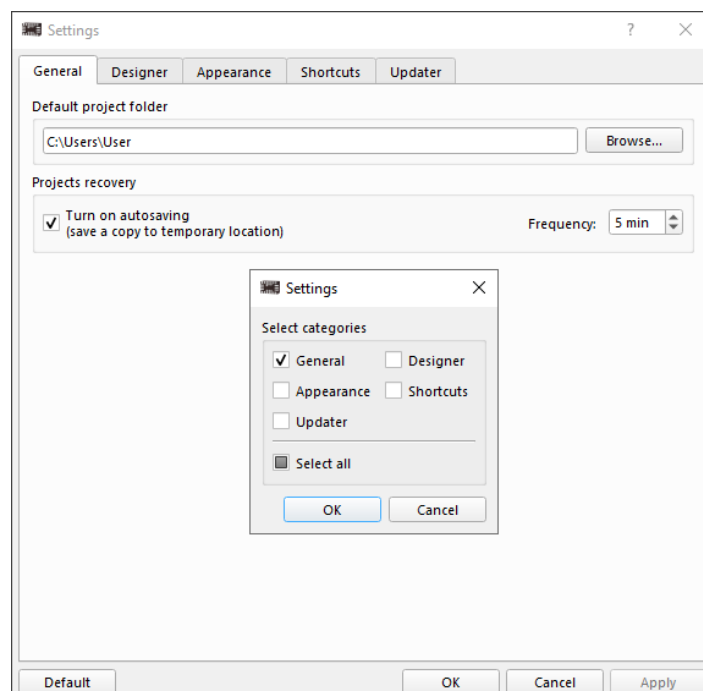 Settings
?
General Designer Appearance Shortcuts Updater
Default project folder
C:\Users\User Browse...
Projects recovery
Turn on autosaving
(save a copy to temporary location)
Frequency: 5 min
Settings
Select categories
General Designer
Appearance Shortcuts
Updater
Select all
OK Cancel
Default OK Cancel Apply